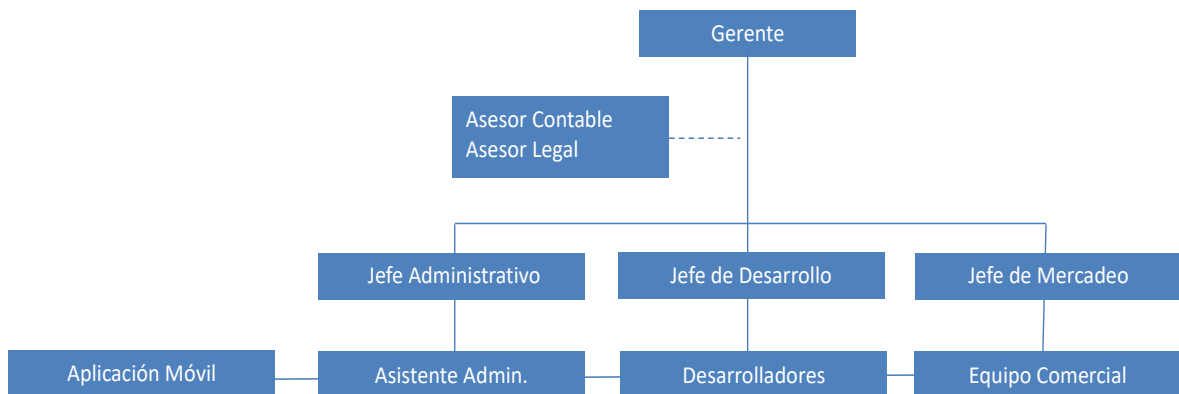 Gerente
Asesor Contable
Asesor Legal
Jefe Administrativo
Jefe de Desarrollo
Jefe de Mercadeo
Aplicación Móvil
Asistente Admin.
Desarrolladores
Equipo Comercial